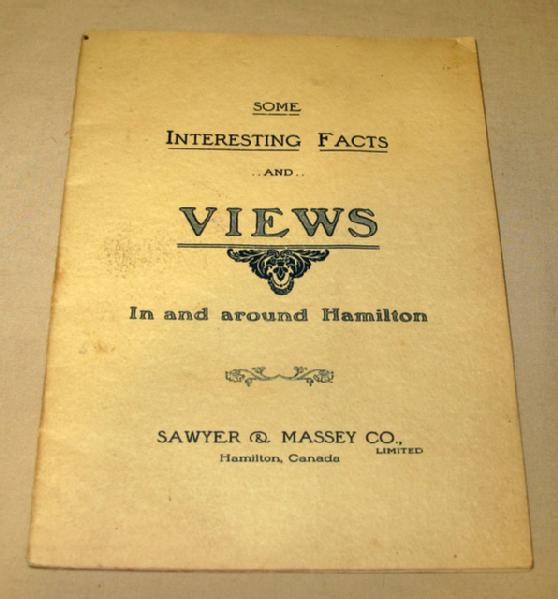 SOME
INTERESTING FACTS
..AND..
VIEWS
In and around Hamilton
SAWYER & MASSEY CO.,
LIMITED
Hamilton, Canada